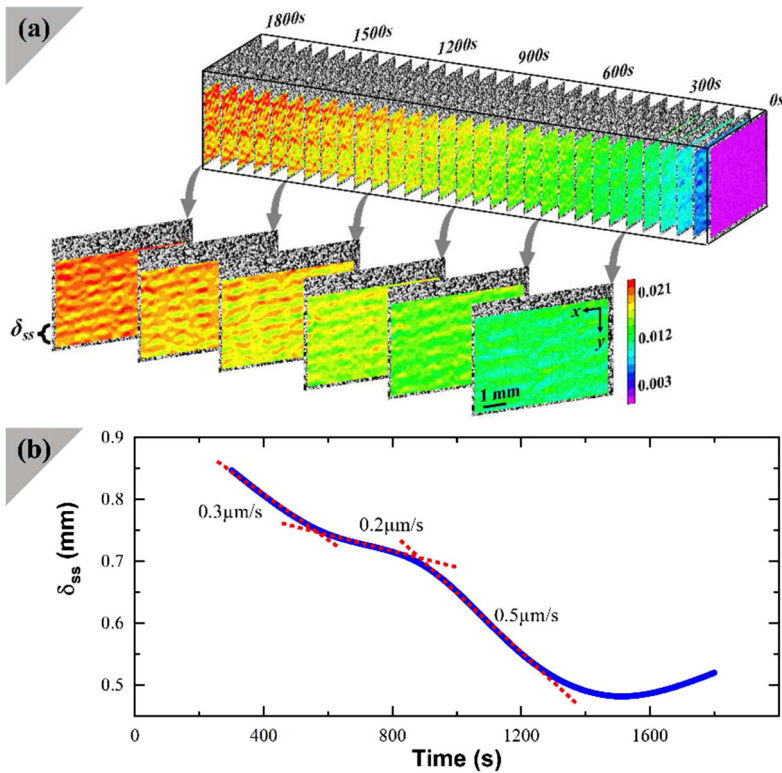 (a)
1800s
1500s
1200s
900s
600s
300s
0s
δss
0.021
0.012
0.003
x
y
1 mm
(b)
0.9
0.8
0.7
0.6
0.5
δss (mm)
0.3µm/s
0.2µm/s
0.5µm/s
0 400 800 1200 1600
Time (s)